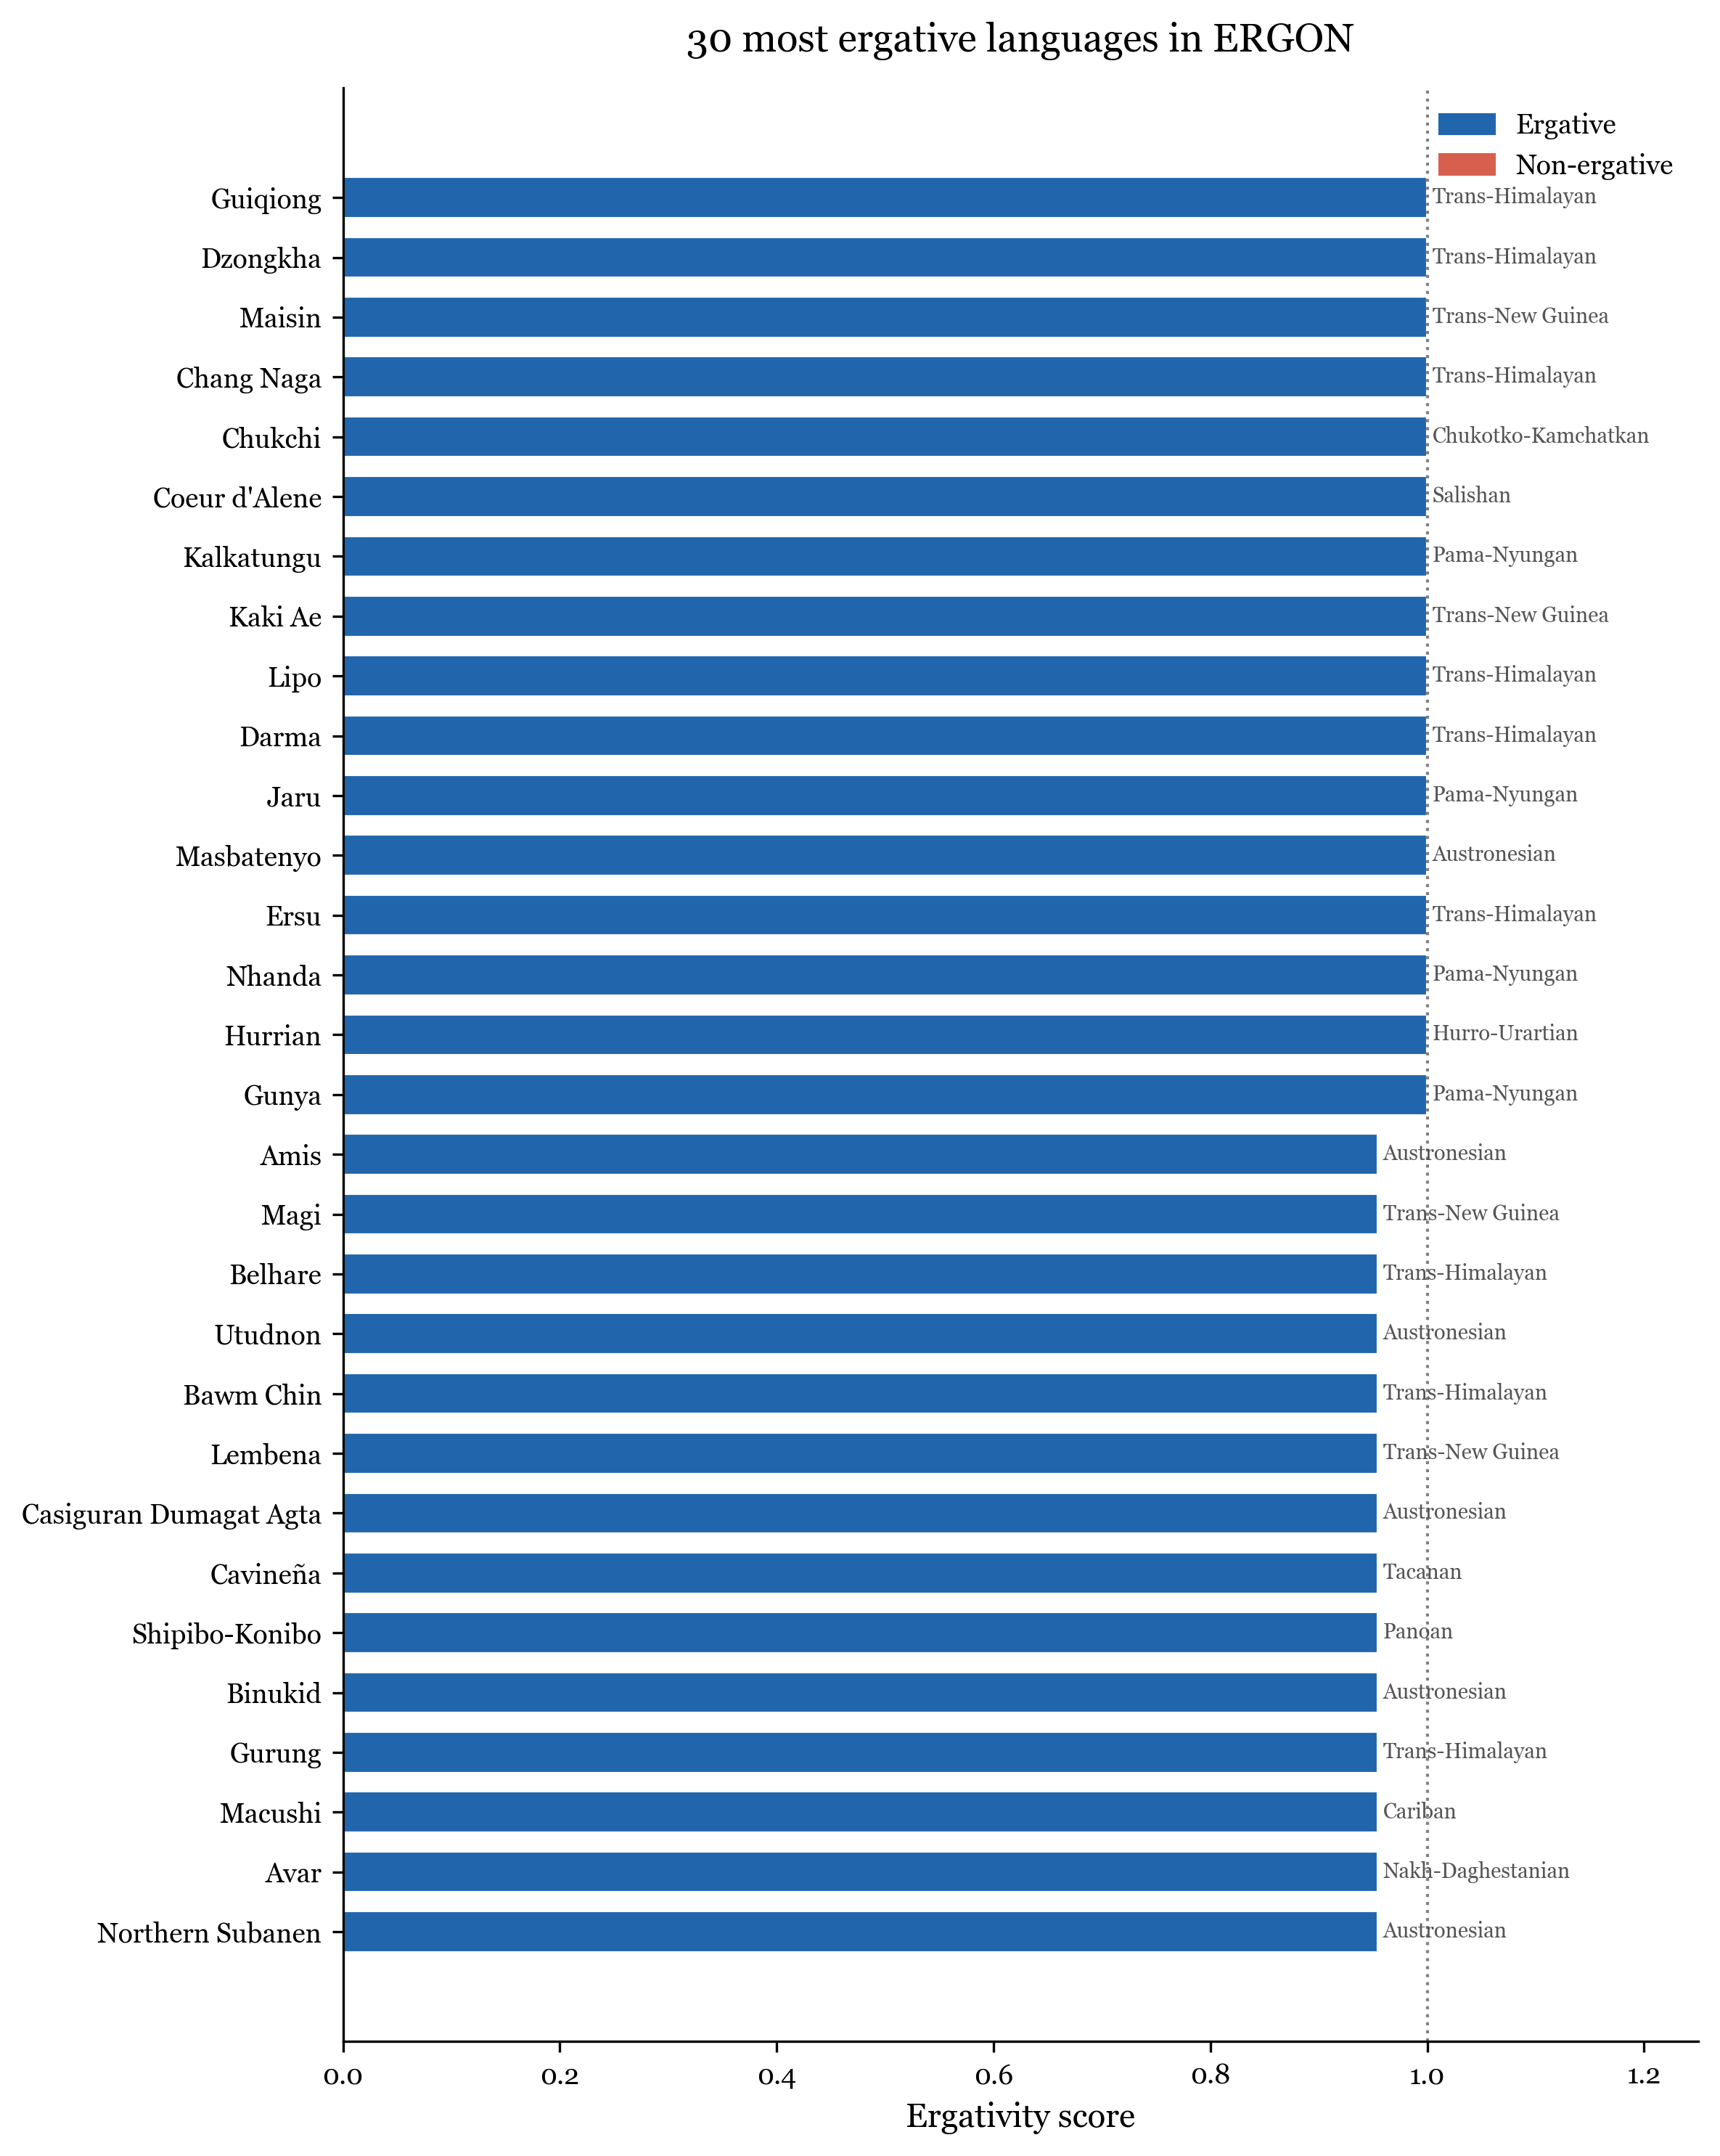 30 most ergative languages in ERGON
Ergative
Non-ergative
Guiqiong Trans-Himalayan
Dzongkha Trans-Himalayan
Maisin Trans-New Guinea
Chang Naga Trans-Himalayan
Chukchi Chukotko-Kamchatkan
Coeur d'Alene Salishan
Kalkatungu Pama-Nyungan
Kaki Ae Trans-New Guinea
Lipo Trans-Himalayan
Darma Trans-Himalayan
Jaru Pama-Nyungan
Masbatenyo Austronesian
Ersu Trans-Himalayan
Nhanda Pama-Nyungan
Hurrian Hurro-Urartian
Gunya Pama-Nyungan
Amis Austronesian
Magi Trans-New Guinea
Belhare Trans-Himalayan
Utudnon Austronesian
Bawm Chin Trans-Himalayan
Lembena Trans-New Guinea
Casiguran Dumagat Agta Austronesian
Cavineña Tacanan
Shipibo-Konibo Panoan
Binukid Austronesian
Gurung Trans-Himalayan
Macushi Cariban
Avar Nakh-Daghestanian
Northern Subanen Austronesian
0.0 0.2 0.4 0.6 0.8 1.0 1.2
Ergativity score